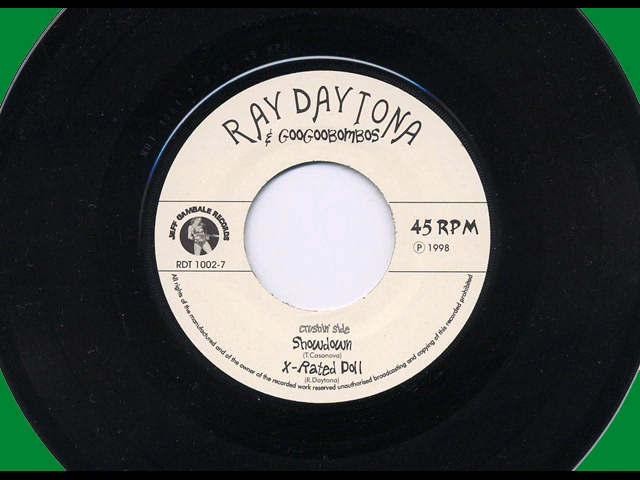 RAY DAYTONA
& GOOGOOBOMBOS
JEFF GAMBALE RECORDS
RDT 1002-7
45 RPM
℗ 1998
crushin' side
Showdown
(T.Casanova)
X-Rated Doll
(R.Daytona)
All rights of the manufactured and of the owner of the recorded work reserved unauthorised broadcasting and copying of this record prohibited